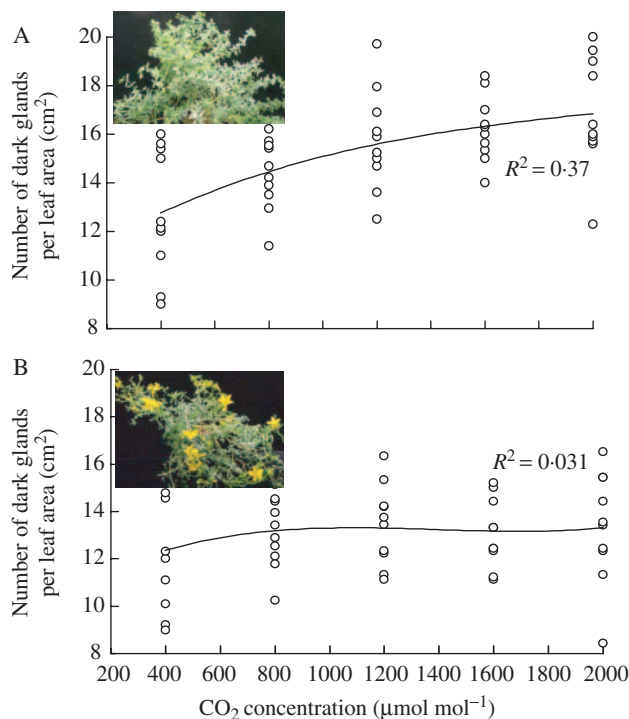 A
20
18
16
14
12
10
8
Number of dark glands
per leaf area (cm²)
R² = 0·37
B
20
18
16
14
12
10
8
Number of dark glands
per leaf area (cm²)
R² = 0·031
200 400 600 800 1000 1200 1400 1600 1800 2000
CO₂ concentration (µmol mol⁻¹)